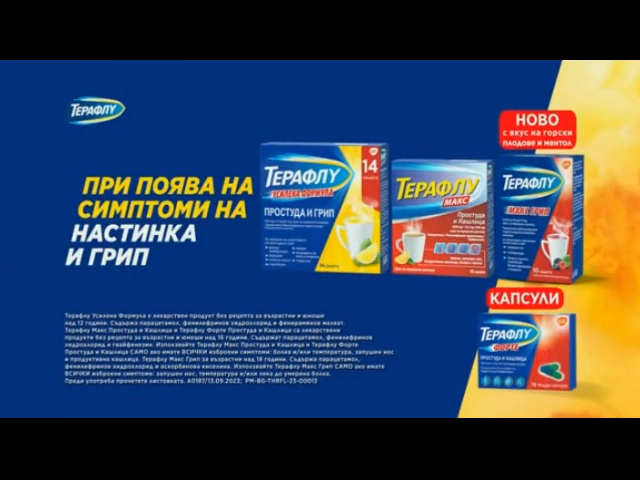 ТЕРАФЛУ
ПРИ ПОЯВА НА
СИМПТОМИ НА
НАСТИНКА
И ГРИП
14
ТЕРАФЛУ
УСИЛЕНА ФОРМУЛА
ПРОСТУДА И ГРИП
ТЕРАФЛУ
МАКС
Простуда
и Кашлица
НОВО
с вкус на горски
плодове и ментол
ТЕРАФЛУ
МАКС ГРИП
КАПСУЛИ
ТЕРАФЛУ
ФОРТЕ
ПРОСТУДА И КАШЛИЦА
Терафлу Усилена Формула е лекарствен продукт без рецепта за възрастни и юноши
над 12 години. Съдържа парацетамол, фенилефринов хидрохлорид и фенираминов малеат.
Терафлу Макс Простуда и Кашлица и Терафлу Форте Простуда и Кашлица са лекарствени
продукти без рецепта за възрастни и юноши над 16 години. Съдържат парацетамол, фенилефринов
хидрохлорид и гвайфенезин. Използвайте Терафлу Макс Простуда и Кашлица и Терафлу Форте
Простуда и Кашлица САМО ако имате ВСИЧКИ изброени симптоми: болка и/или температура, запушен нос
и продуктивна кашлица. Терафлу Макс Грип за възрастни над 18 години. Съдържа парацетамол,
фенилефринов хидрохлорид и аскорбинова киселина. Използвайте Терафлу Макс Грип САМО ако имате
ВСИЧКИ изброени симптоми: запушен нос, температура и/или лека до умерена болка.
Преди употреба прочетете листовката. А0187/13.09.2023; PM-BG-THRFL-23-00013